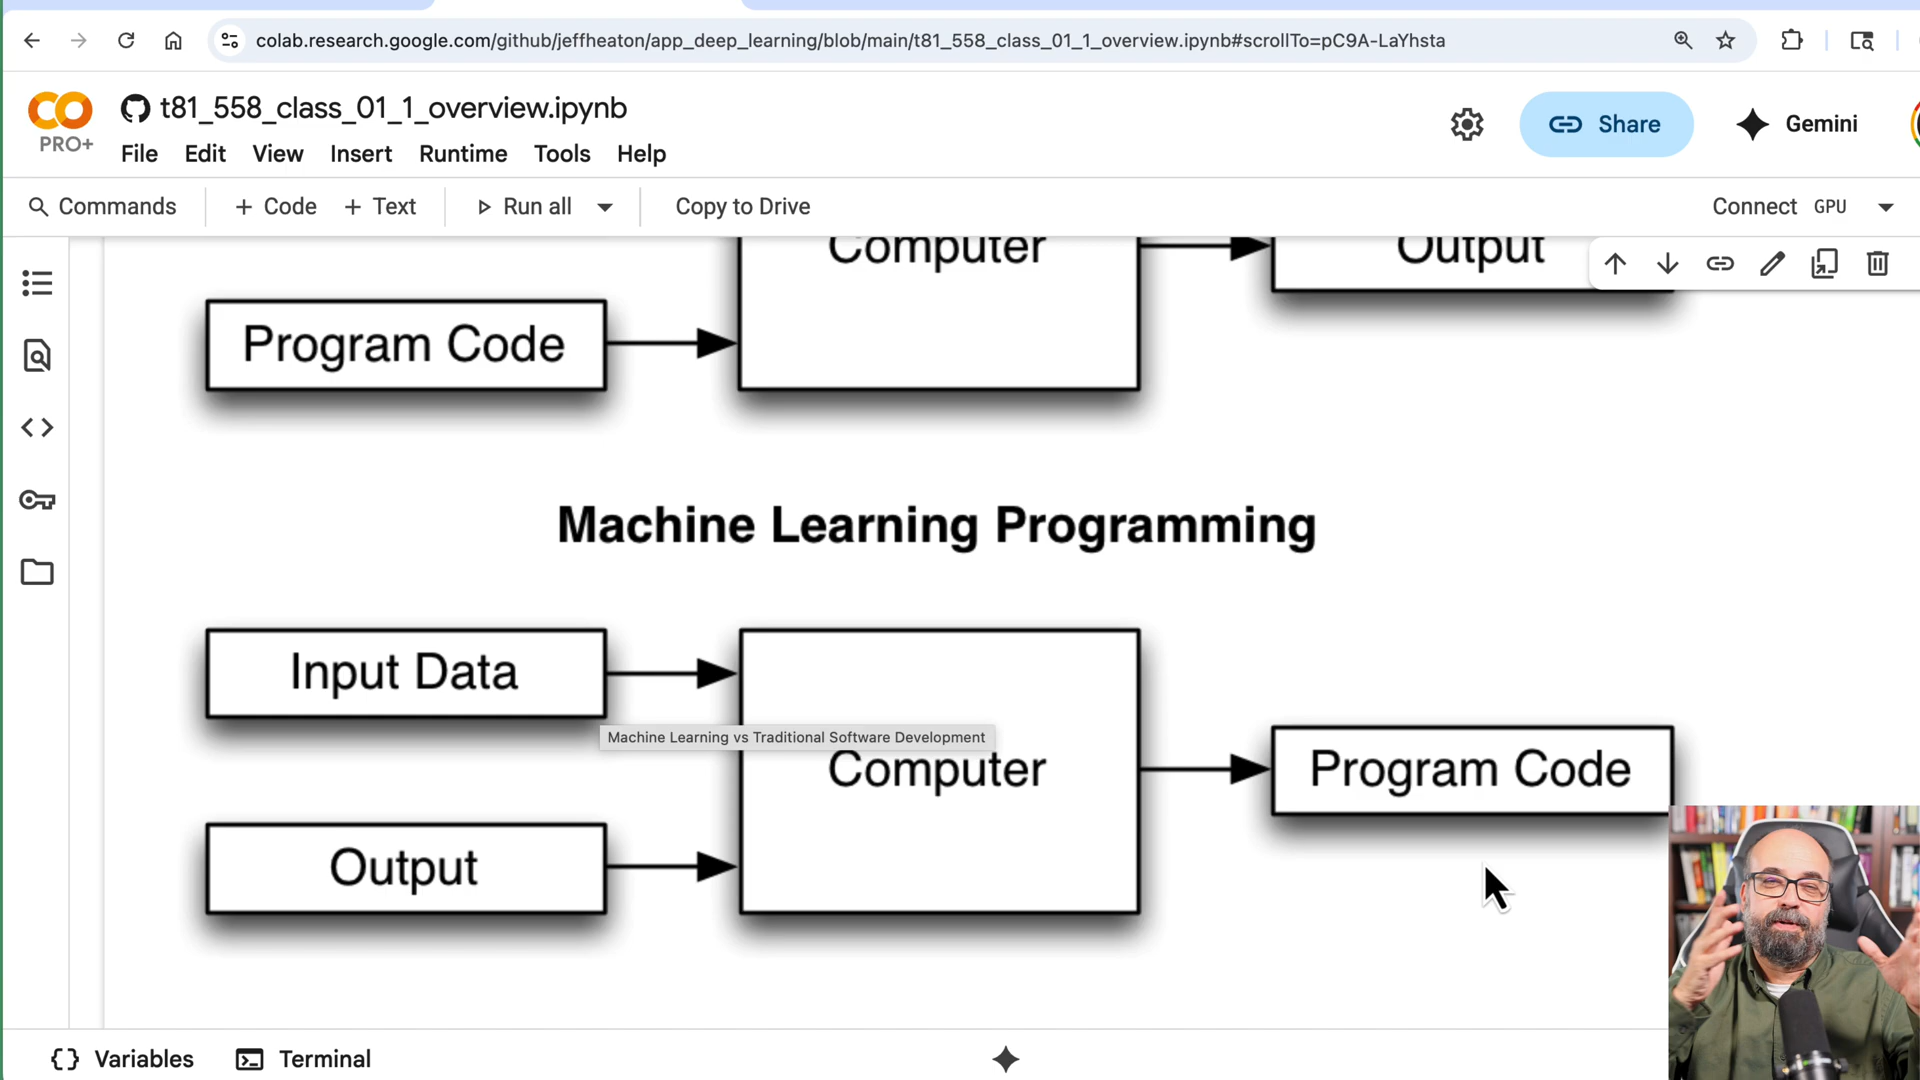 colab.research.google.com/github/jeffheaton/app_deep_learning/blob/main/t81_558_class_01_1_overview.ipynb#scrollTo=pC9A-LaYhsta
t81_558_class_01_1_overview.ipynb
Share
Gemini
PRO+
File Edit View Insert Runtime Tools Help
Commands + Code + Text Run all Copy to Drive Connect GPU
Computer
Output
Program Code
Machine Learning Programming
Input Data
Machine Learning vs Traditional Software Development
Computer
Program Code
Output
Variables Terminal